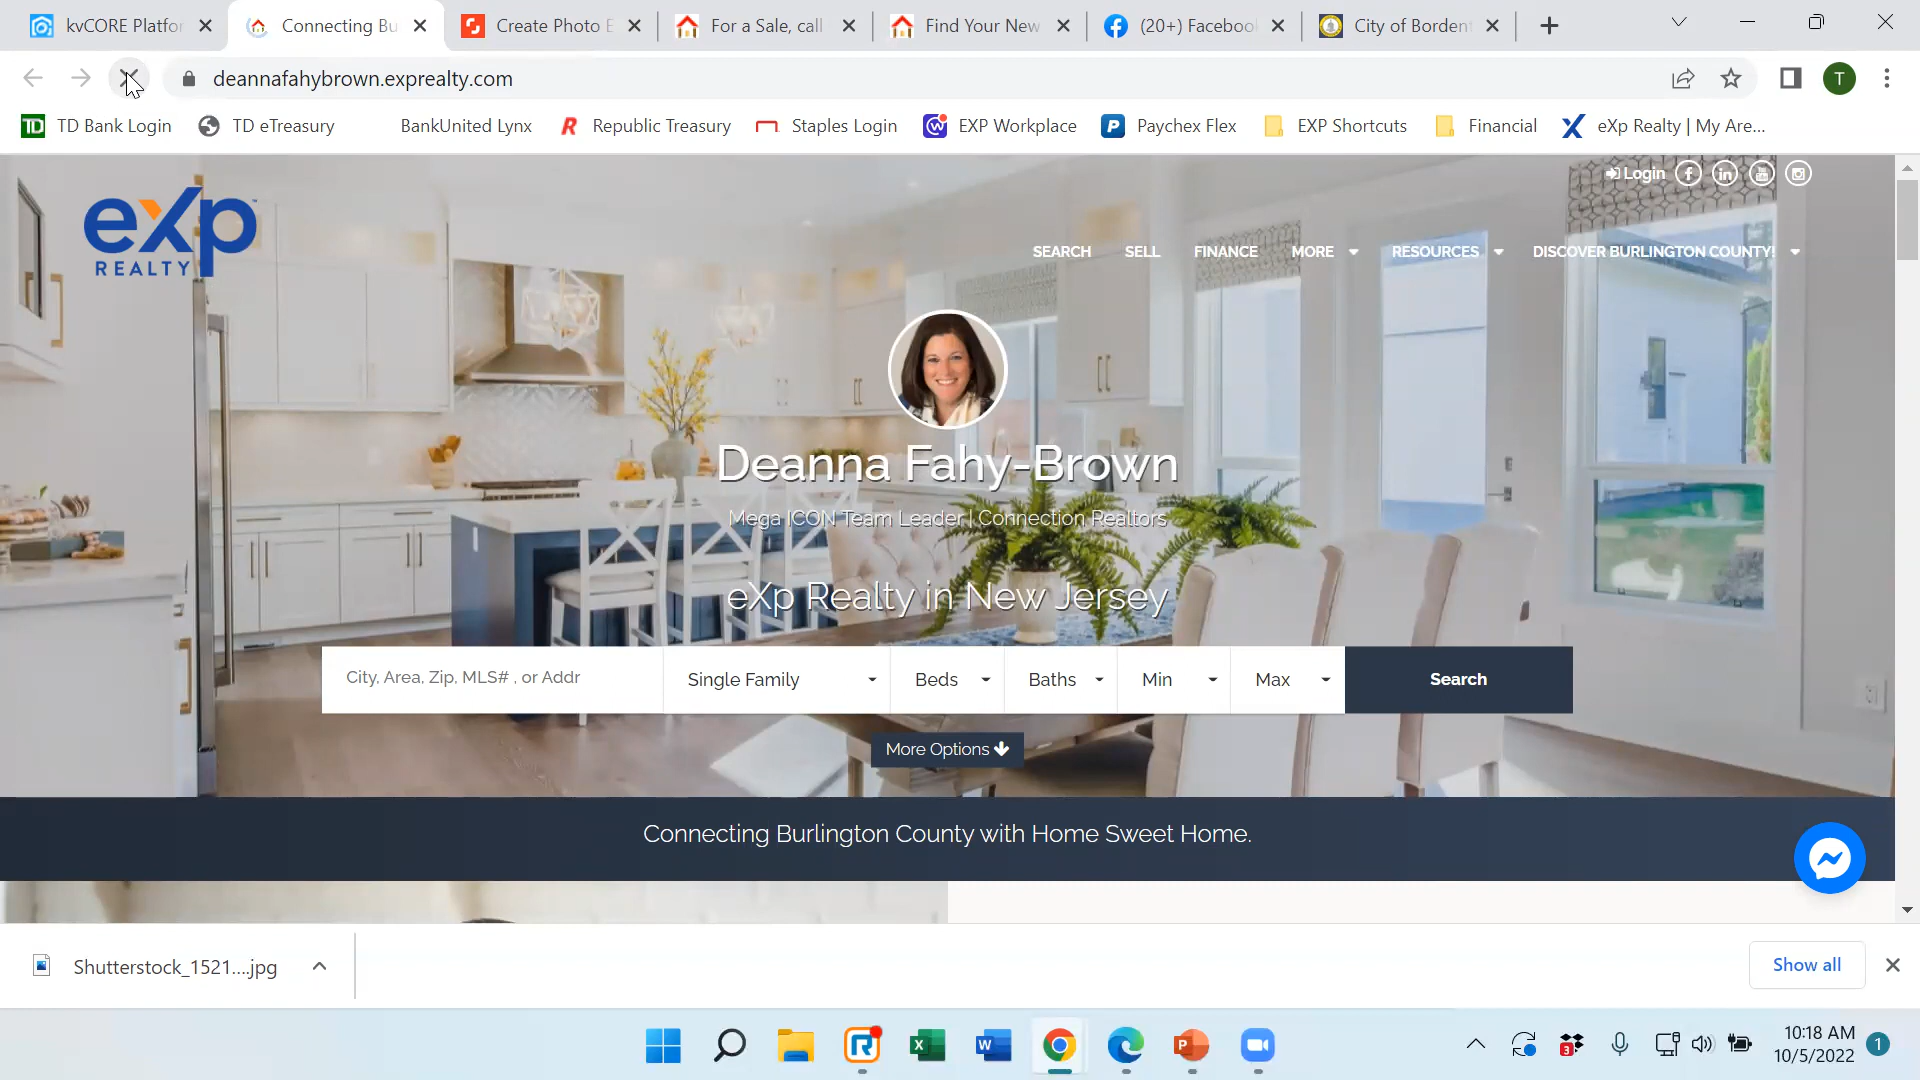 kvCORE Platfor
Connecting Bu
Create Photo E
For a Sale, call
Find Your New
(20+) Facebook
City of Bordent
deannafahybrown.exprealty.com
T
TD Bank Login
TD eTreasury
BankUnited Lynx
Republic Treasury
Staples Login
EXP Workplace
Paychex Flex
EXP Shortcuts
Financial
eXp Realty | My Are...
Login
eXp
REALTY
SEARCH
SELL
FINANCE
MORE
RESOURCES
DISCOVER BURLINGTON COUNTY!
Deanna Fahy-Brown
Mega ICON Team Leader | Connection Realtors
eXp Realty in New Jersey
City, Area, Zip, MLS# , or Addr
Single Family
Beds
Baths
Min
Max
Search
More Options
Connecting Burlington County with Home Sweet Home.
Shutterstock_1521....jpg
Show all
3
10:18 AM
10/5/2022
1